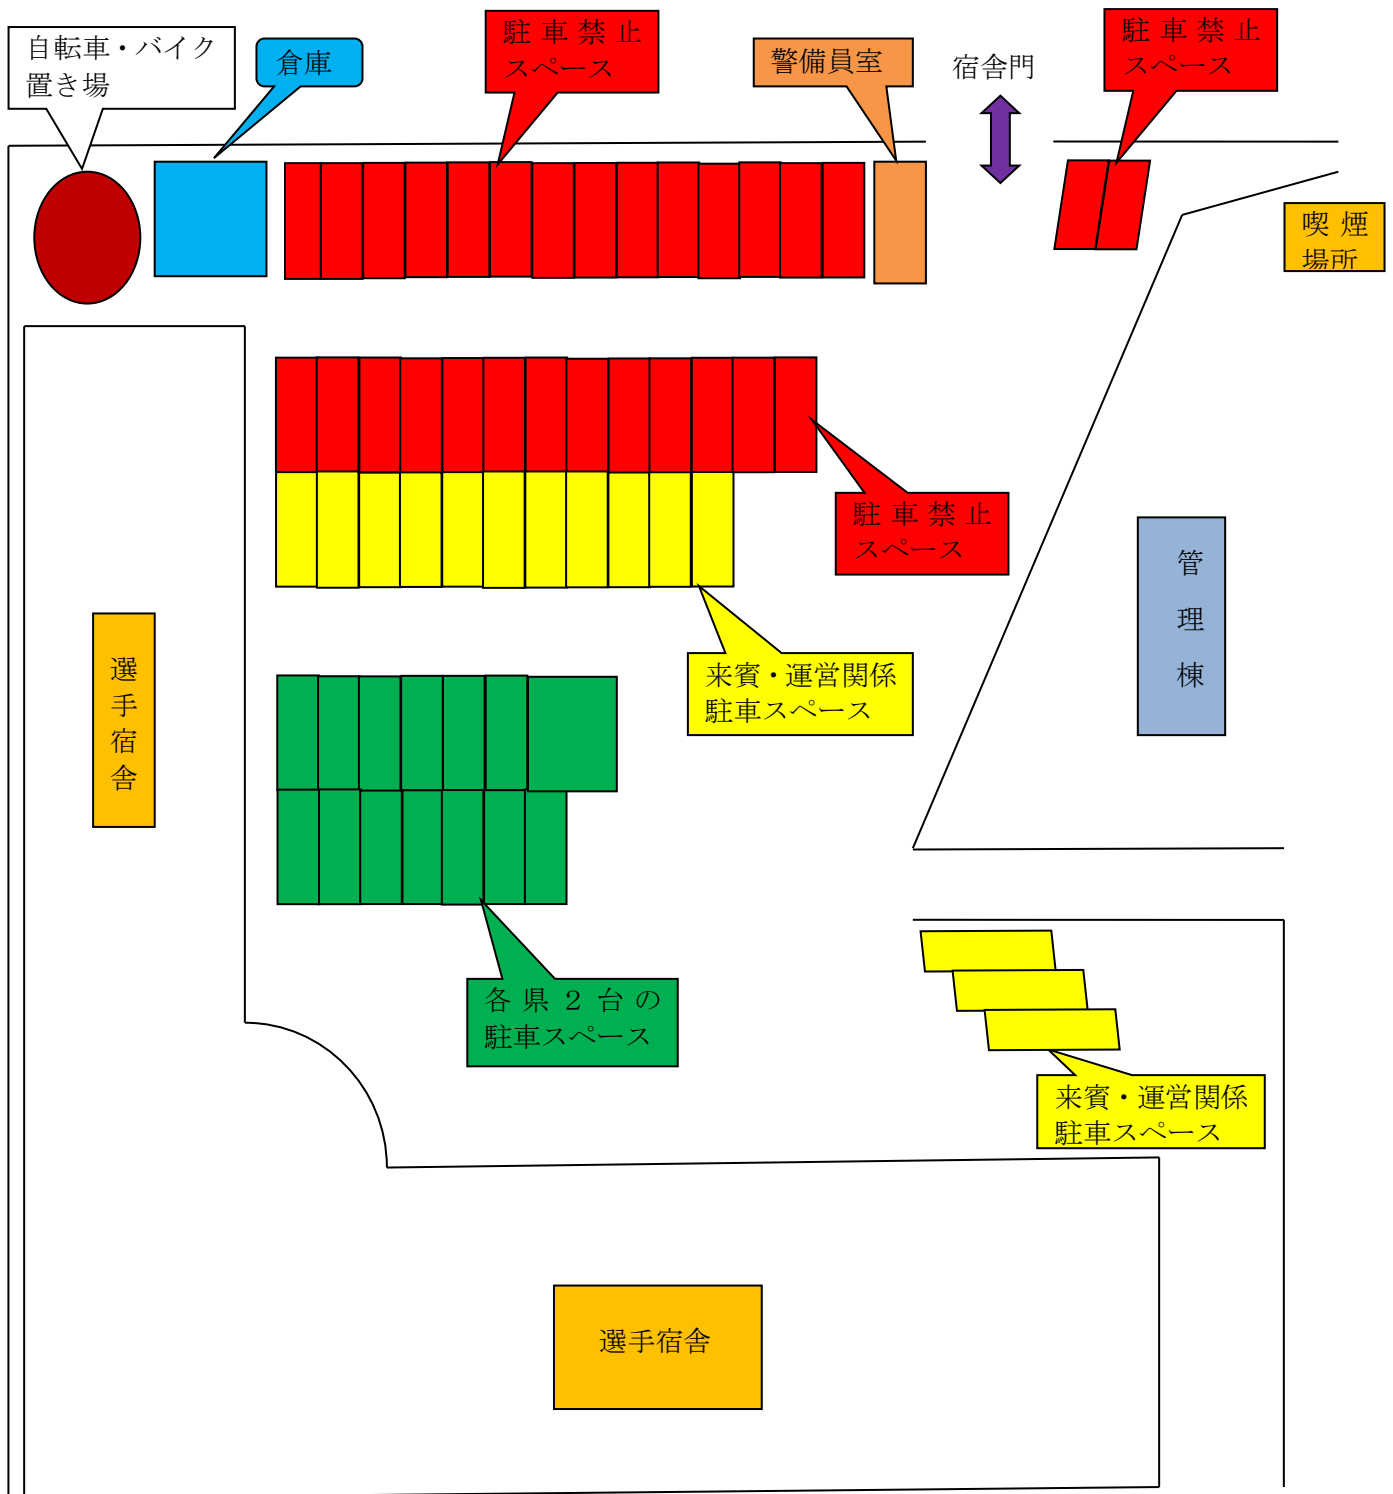 自転車・バイク
置き場
倉庫
駐車禁止
スペース
警備員室
宿舎門
駐車禁止
スペース
喫煙
場所
駐車禁止
スペース
来賓・運営関係
駐車スペース
管理棟
選手宿舎
各県２台の
駐車スペース
来賓・運営関係
駐車スペース
選手宿舎